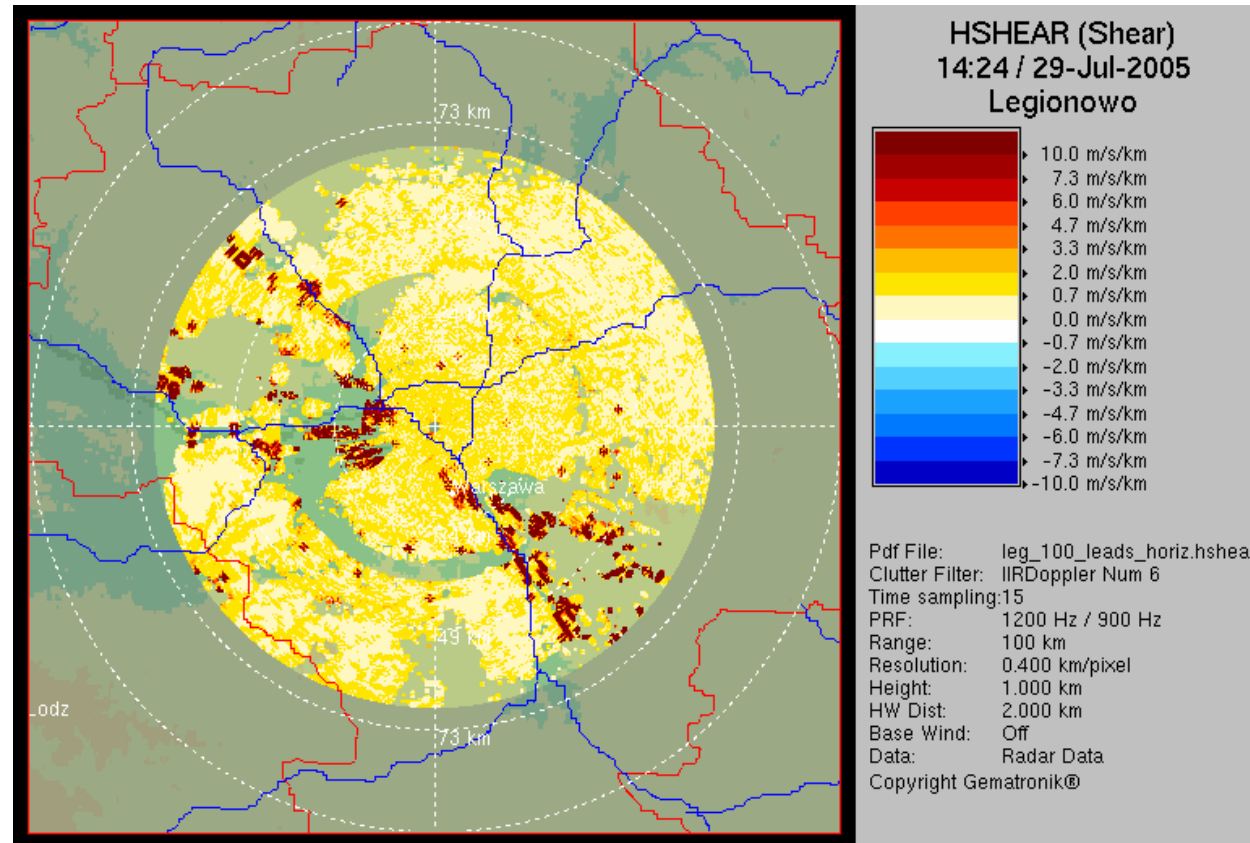 HSHEAR (Shear)
14:24 / 29-Jul-2005
Legionowo
10.0 m/s/km
7.3 m/s/km
6.0 m/s/km
4.7 m/s/km
3.3 m/s/km
2.0 m/s/km
0.7 m/s/km
0.0 m/s/km
-0.7 m/s/km
-2.0 m/s/km
-3.3 m/s/km
-4.7 m/s/km
-6.0 m/s/km
-7.3 m/s/km
-10.0 m/s/km
Pdf File: leg_100_leads_horiz.hshea
Clutter Filter: IIRDoppler Num 6
Time sampling:15
PRF: 1200 Hz / 900 Hz
Range: 100 km
Resolution: 0.400 km/pixel
Height: 1.000 km
HW Dist: 2.000 km
Base Wind: Off
Data: Radar Data
Copyright Gematronik®
73 km
Warszawa
49 km
73 km
Lodz